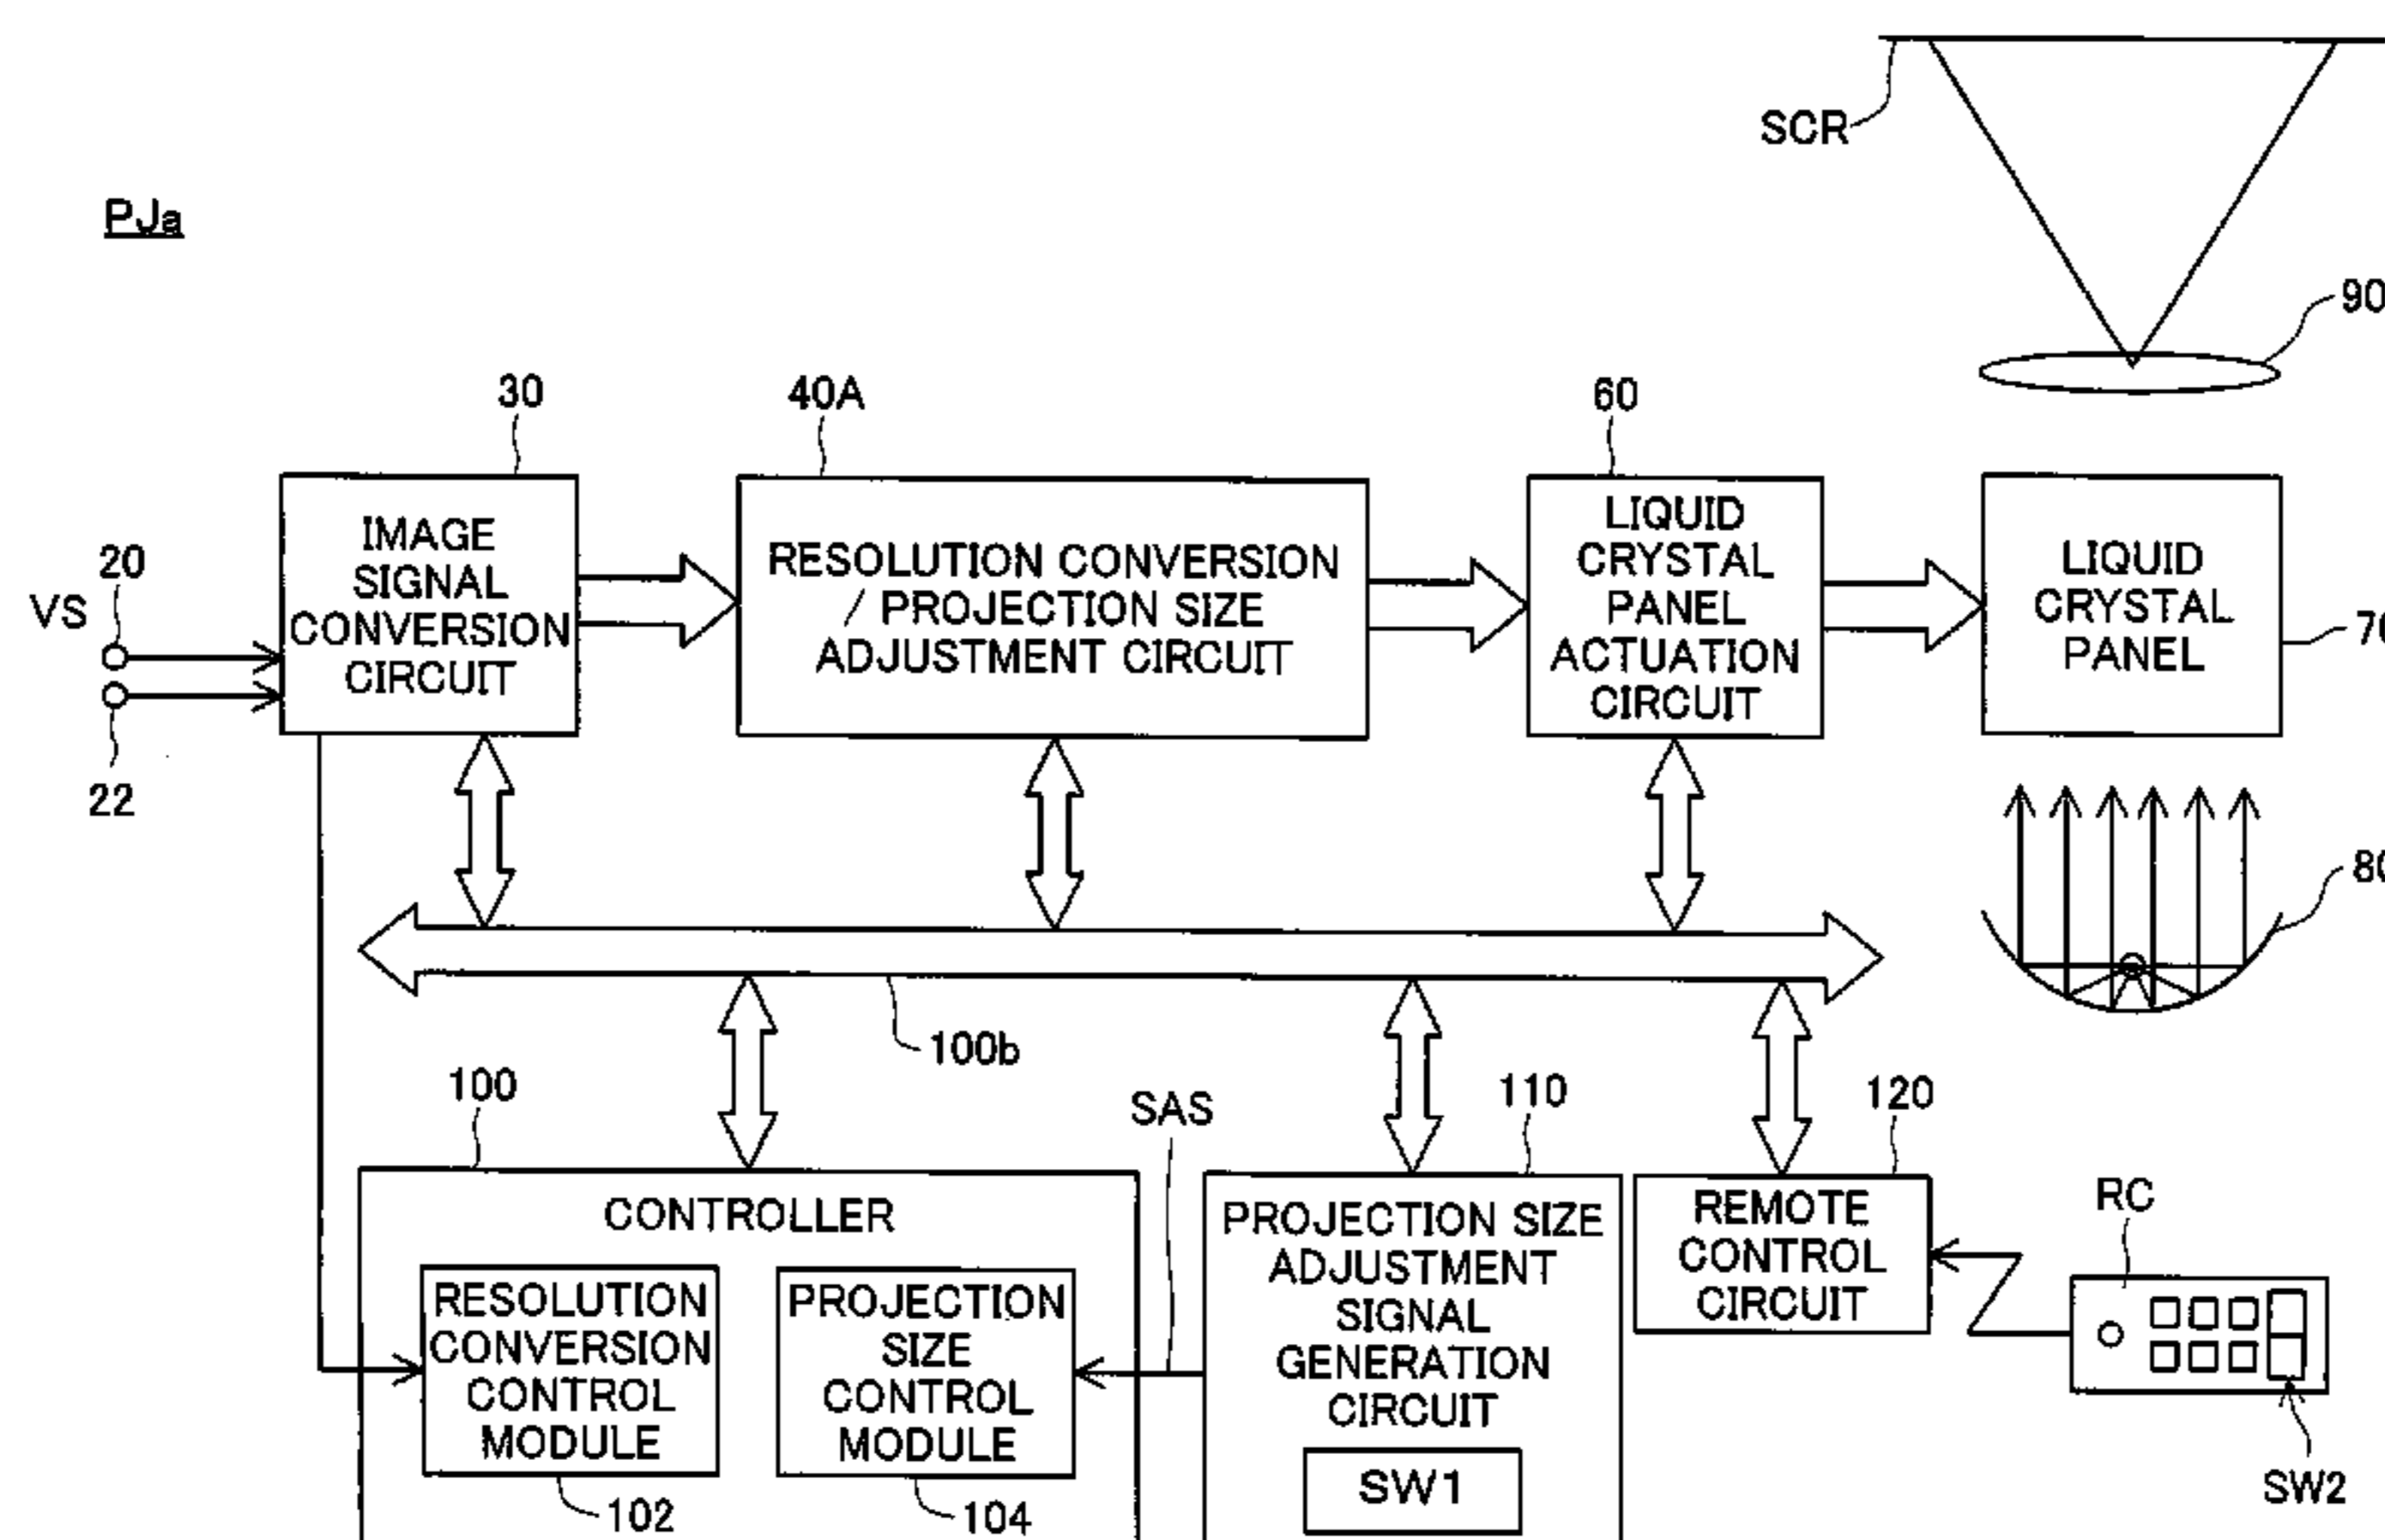 SCR
PJa
90
30
40A
60
20
VS
22
IMAGE
SIGNAL
CONVERSION
CIRCUIT
RESOLUTION CONVERSION
/ PROJECTION SIZE
ADJUSTMENT CIRCUIT
LIQUID
CRYSTAL
PANEL
ACTUATION
CIRCUIT
LIQUID
CRYSTAL
PANEL
100b
100
SAS
110
120
CONTROLLER
RESOLUTION
CONVERSION
CONTROL
MODULE
102
PROJECTION
SIZE
CONTROL
MODULE
104
PROJECTION SIZE
ADJUSTMENT
SIGNAL
GENERATION
CIRCUIT
SW1
REMOTE
CONTROL
CIRCUIT
RC
SW2